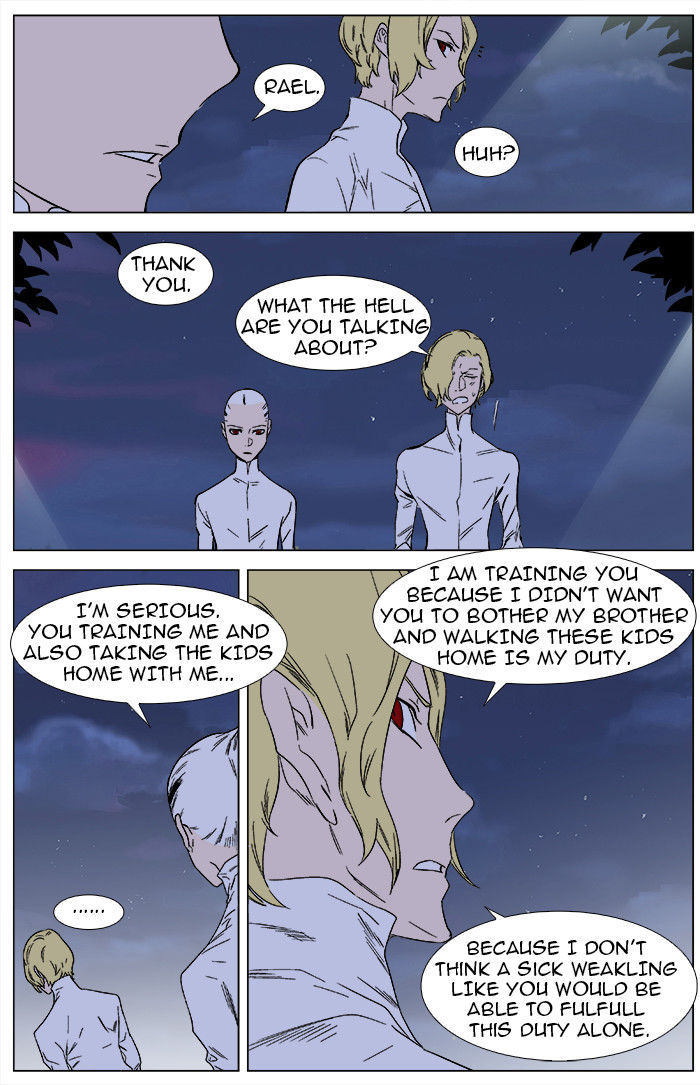 RAEL.
HUH?
THANK
YOU.
WHAT THE HELL
ARE YOU TALKING
ABOUT?
I'M SERIOUS.
YOU TRAINING ME AND
ALSO TAKING THE KIDS
HOME WITH ME...
......
I AM TRAINING YOU
BECAUSE I DIDN'T WANT
YOU TO BOTHER MY BROTHER
AND WALKING THESE KIDS
HOME IS MY DUTY.
BECAUSE I DON'T
THINK A SICK WEAKLING
LIKE YOU WOULD BE
ABLE TO FULFULL
THIS DUTY ALONE.